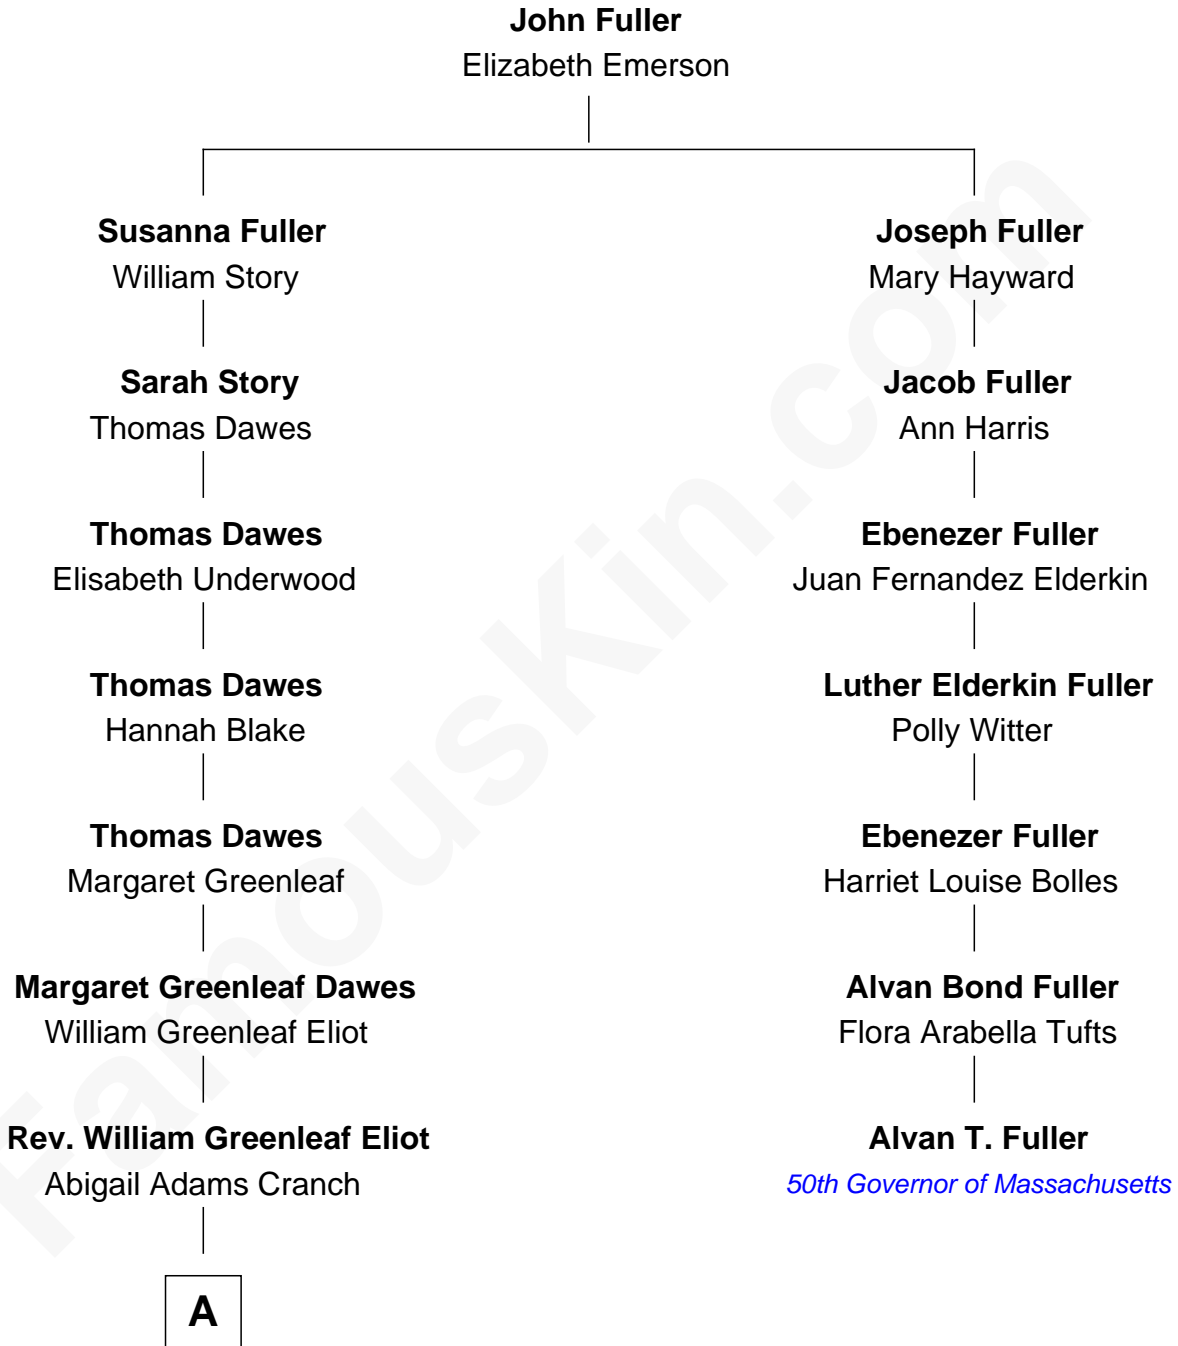 John Fuller
Elizabeth Emerson
Susanna Fuller
William Story
Joseph Fuller
Mary Hayward
Sarah Story
Thomas Dawes
Jacob Fuller
Ann Harris
Thomas Dawes
Elisabeth Underwood
Ebenezer Fuller
Juan Fernandez Elderkin
Thomas Dawes
Hannah Blake
Luther Elderkin Fuller
Polly Witter
Thomas Dawes
Margaret Greenleaf
Ebenezer Fuller
Harriet Louise Bolles
Margaret Greenleaf Dawes
William Greenleaf Eliot
Alvan Bond Fuller
Flora Arabella Tufts
Rev. William Greenleaf Eliot
Abigail Adams Cranch
Alvan T. Fuller
50th Governor of Massachusetts
A
FamousKin.com